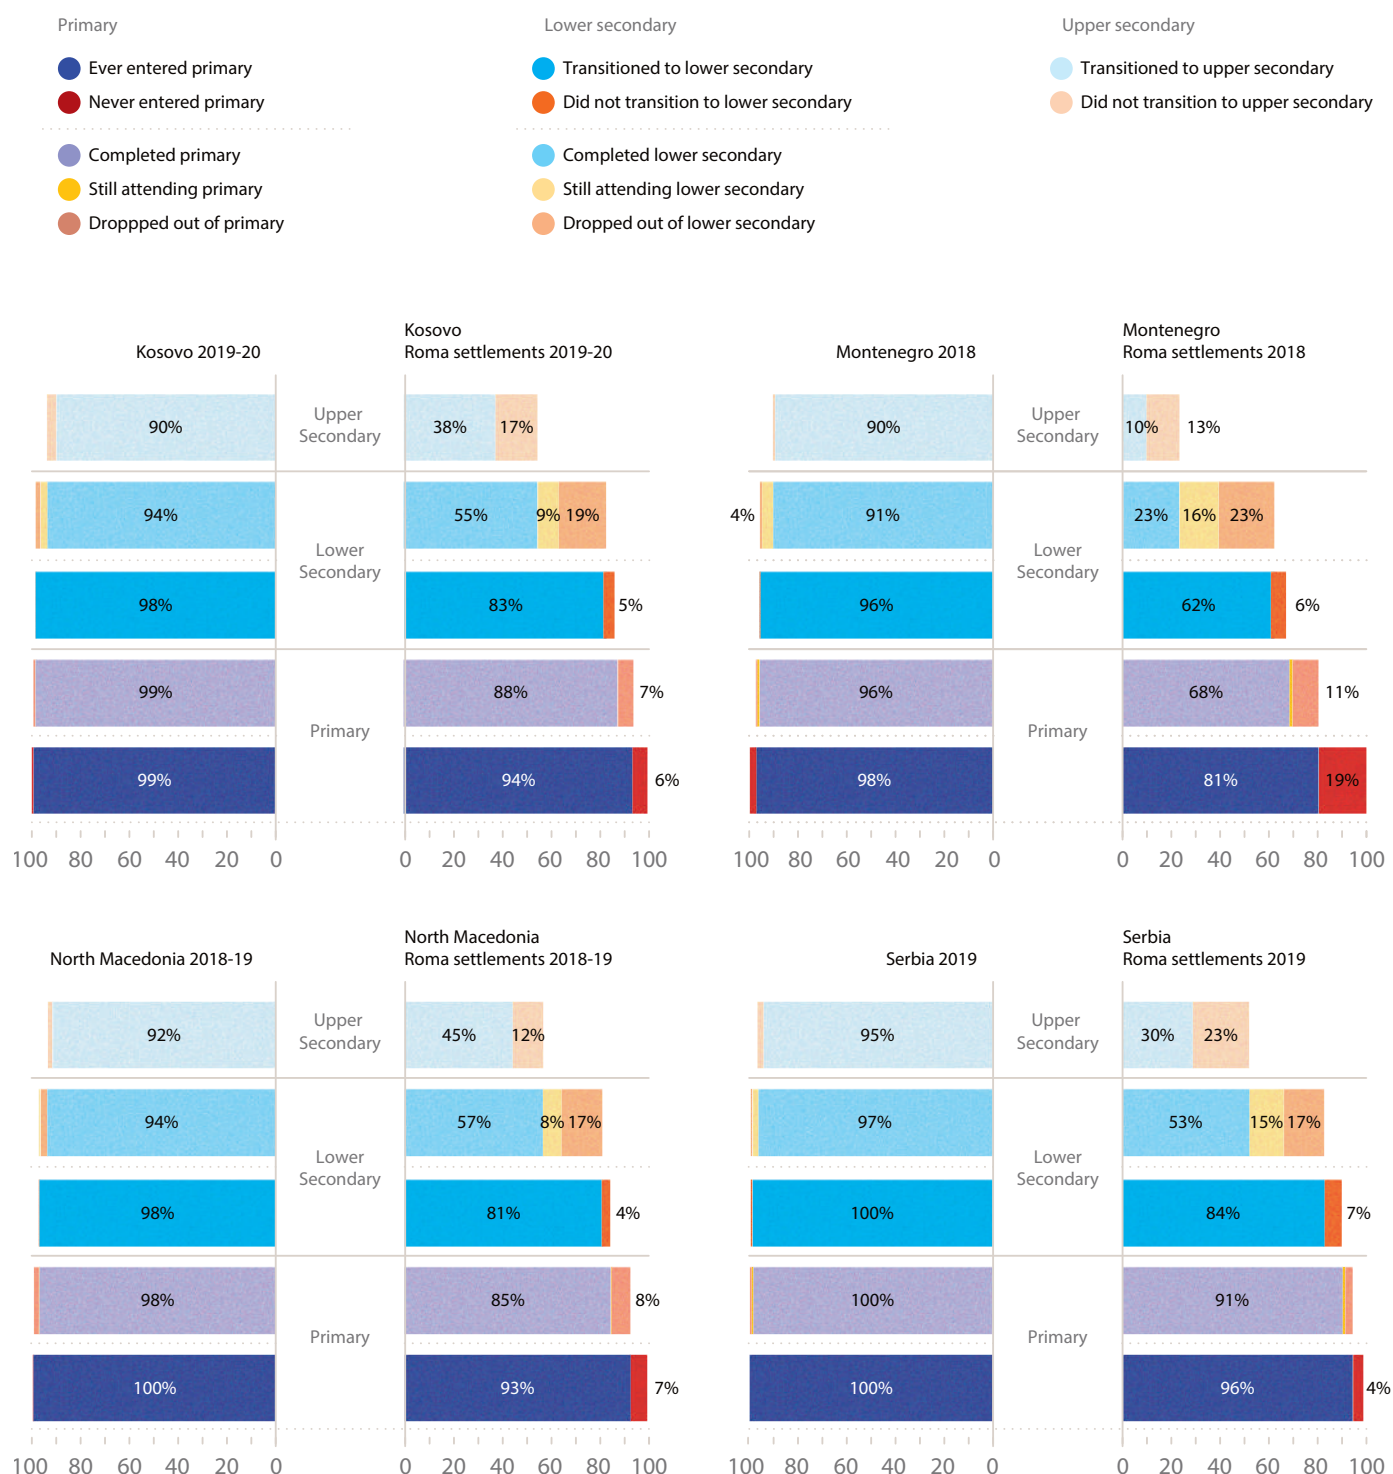 Primary
Lower secondary
Upper secondary
Ever entered primary
Transitioned to lower secondary
Transitioned to upper secondary
Never entered primary
Did not transition to lower secondary
Did not transition to upper secondary
Completed primary
Completed lower secondary
Still attending primary
Still attending lower secondary
Droppped out of primary
Dropped out of lower secondary
Kosovo 2019-20
Kosovo
Roma settlements 2019-20
90%
Upper
Secondary
38% 17%
94%
Lower
Secondary
55% 9% 19%
98%
83% 5%
99%
88% 7%
Primary
99%
94% 6%
100 80 60 40 20 0
0 20 40 60 80 100
Montenegro 2018
Montenegro
Roma settlements 2018
90%
Upper
Secondary
10% 13%
4% 91%
Lower
Secondary
23% 16% 23%
96%
62% 6%
96%
68% 11%
Primary
98%
81% 19%
100 80 60 40 20 0
0 20 40 60 80 100
North Macedonia 2018-19
North Macedonia
Roma settlements 2018-19
92%
Upper
Secondary
45% 12%
94%
Lower
Secondary
57% 8% 17%
98%
81% 4%
98%
85% 8%
Primary
100%
93% 7%
100 80 60 40 20 0
0 20 40 60 80 100
Serbia 2019
Serbia
Roma settlements 2019
95%
Upper
Secondary
30% 23%
97%
Lower
Secondary
53% 15% 17%
100%
84% 7%
100%
91%
Primary
100%
96% 4%
100 80 60 40 20 0
0 20 40 60 80 100